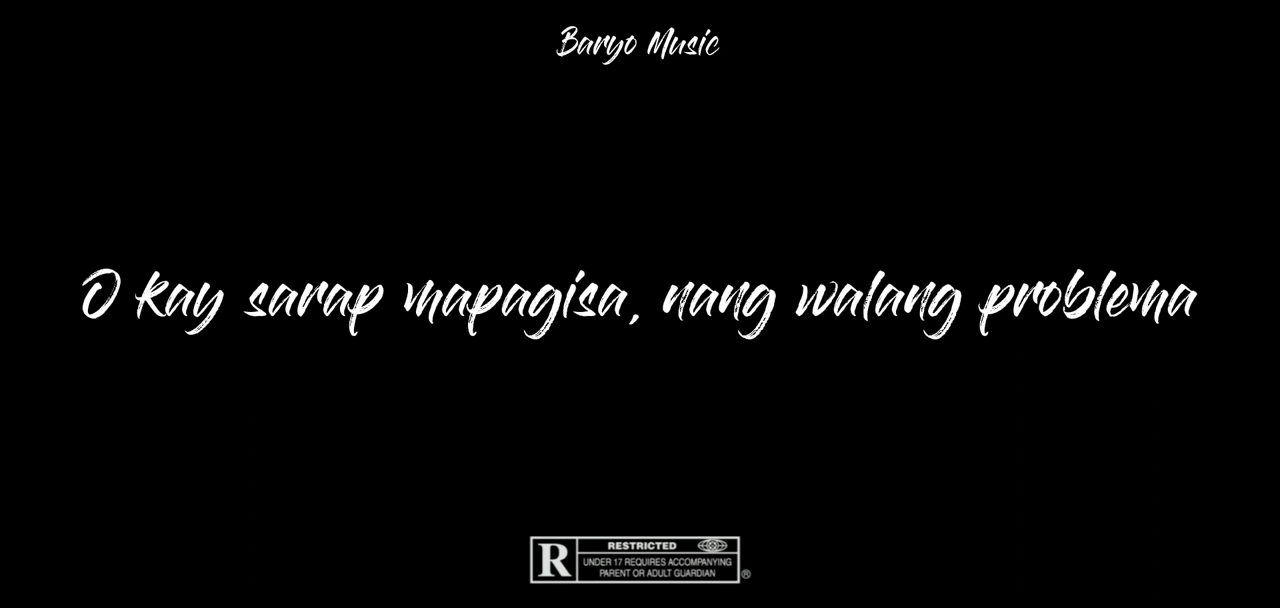 Baryo Music
O kay sarap mapagisa, nang walang problema
R
RESTRICTED
UNDER 17 REQUIRES ACCOMPANYING
PARENT OR ADULT GUARDIAN
®